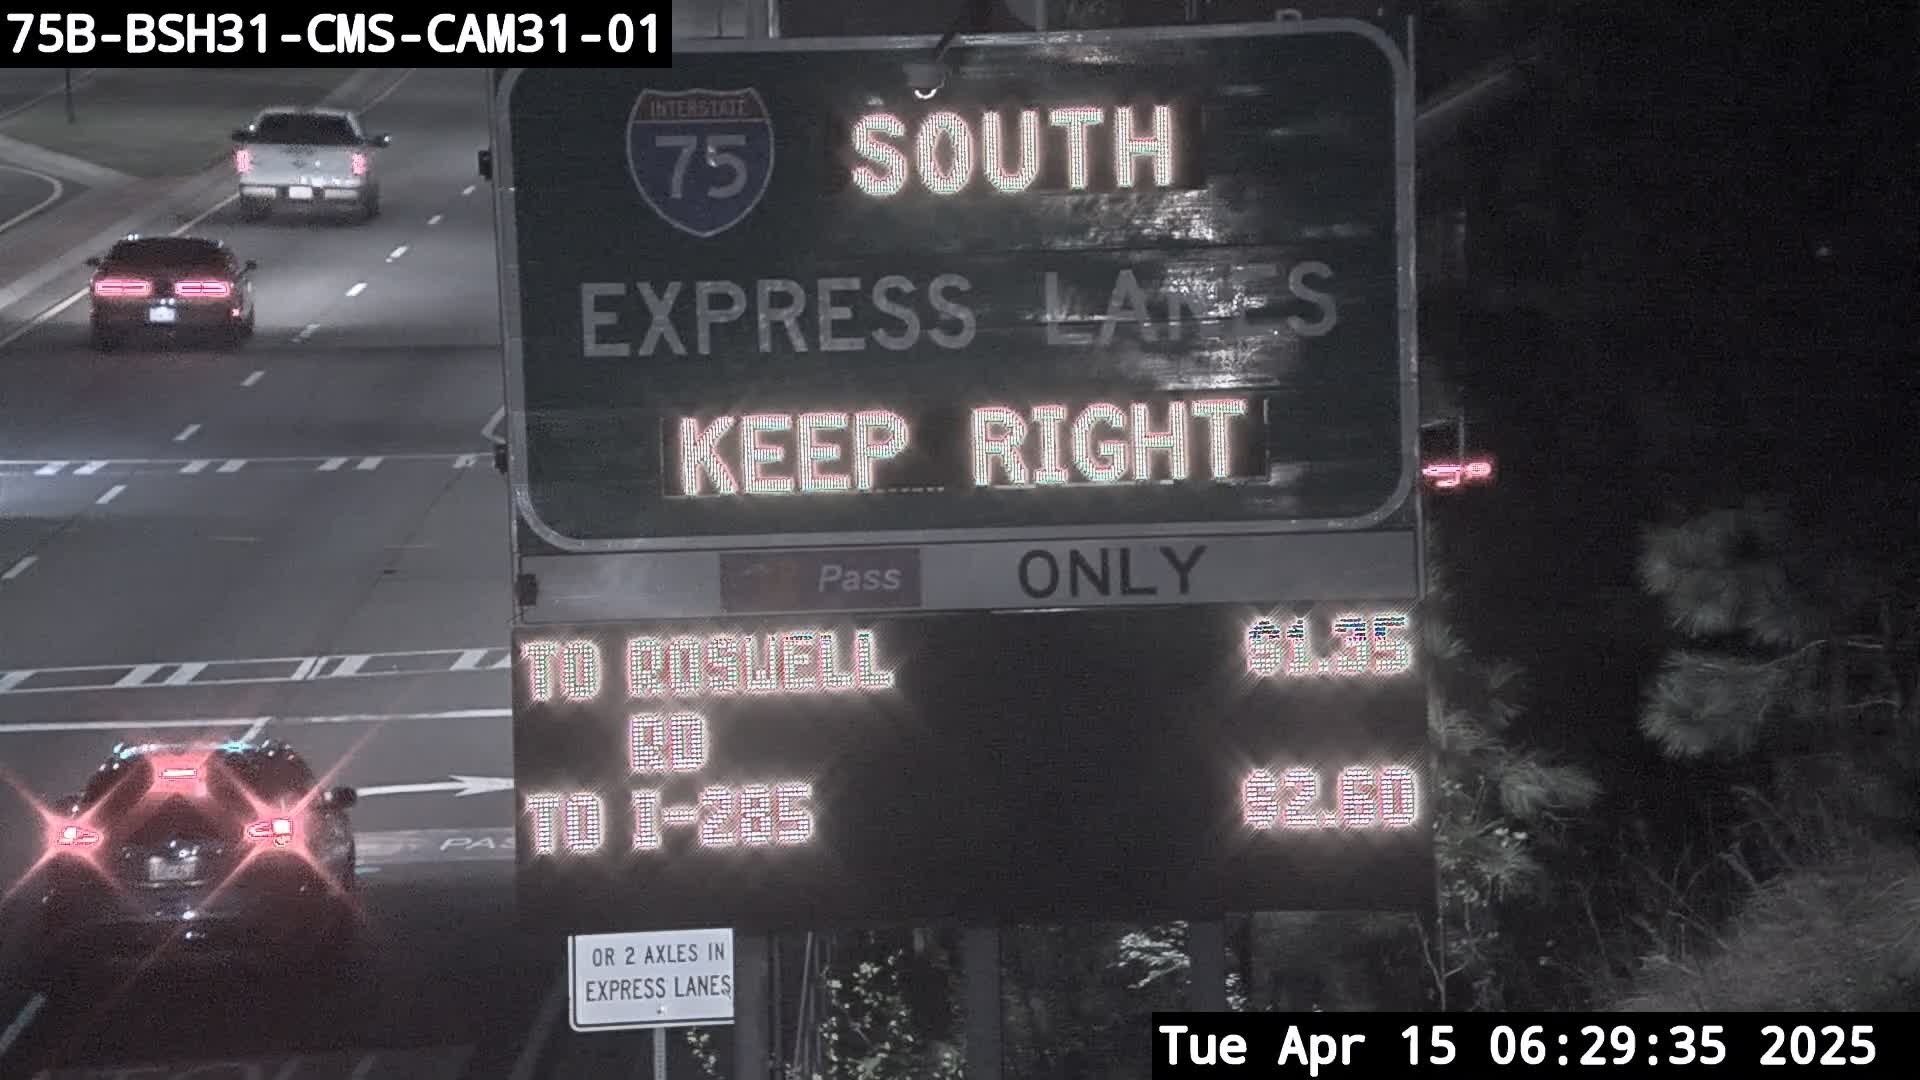 75B-BSH31-CMS-CAM31-01
INTERSTATE
75
SOUTH
EXPRESS LANES
KEEP RIGHT
Pass ONLY
TO ROSWELL $1.35
RD
TO I-285 $2.60
OR 2 AXLES IN
EXPRESS LANES
Tue Apr 15 06:29:35 2025